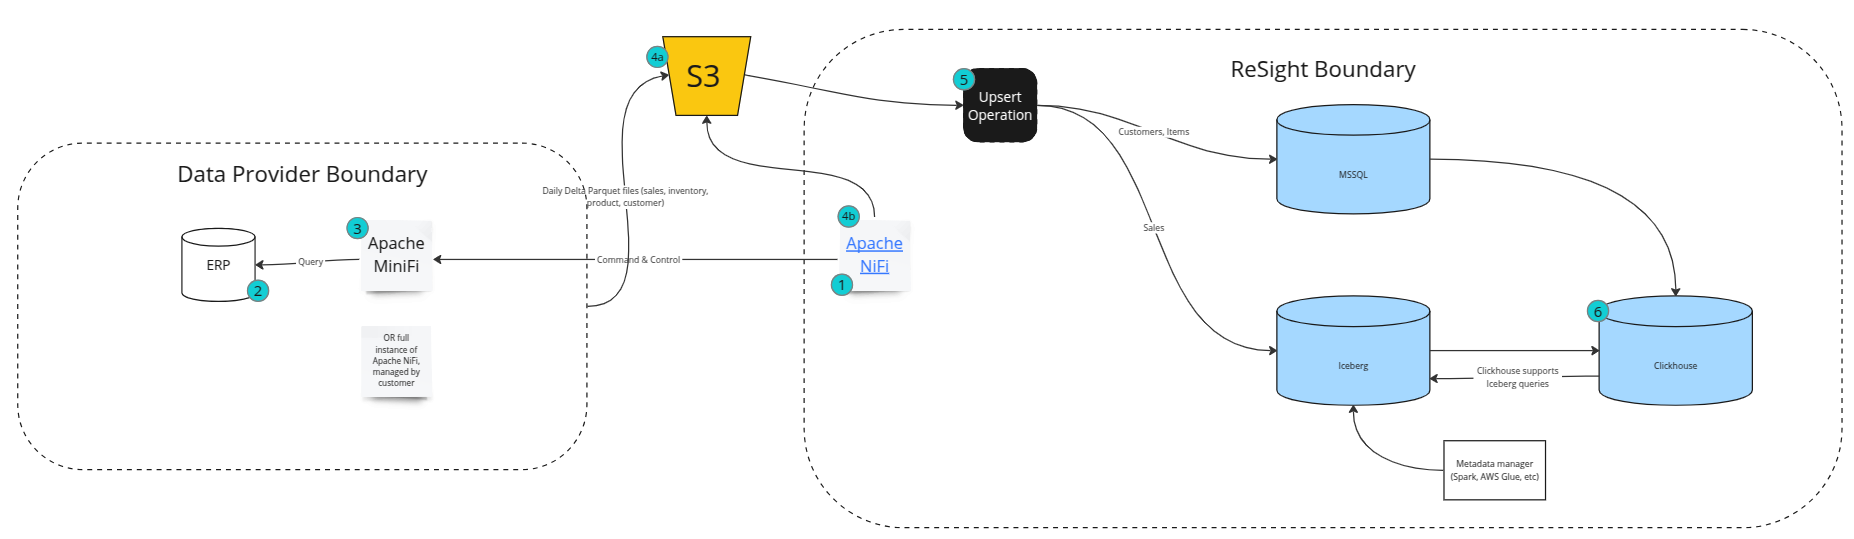 4a
S3
ReSight Boundary
5
Upsert
Operation
Customers, Items
MSSQL
Data Provider Boundary
Daily Delta Parquet files (sales, inventory,
product, customer)
3
Apache
MiniFi
Query
ERP
2
Command & Control
4b
Apache
NiFi
1
Sales
OR full
instance of
Apache NiFi,
managed by
customer
Iceberg
6
Clickhouse
Clickhouse supports
Iceberg queries
Metadata manager
(Spark, AWS Glue, etc)